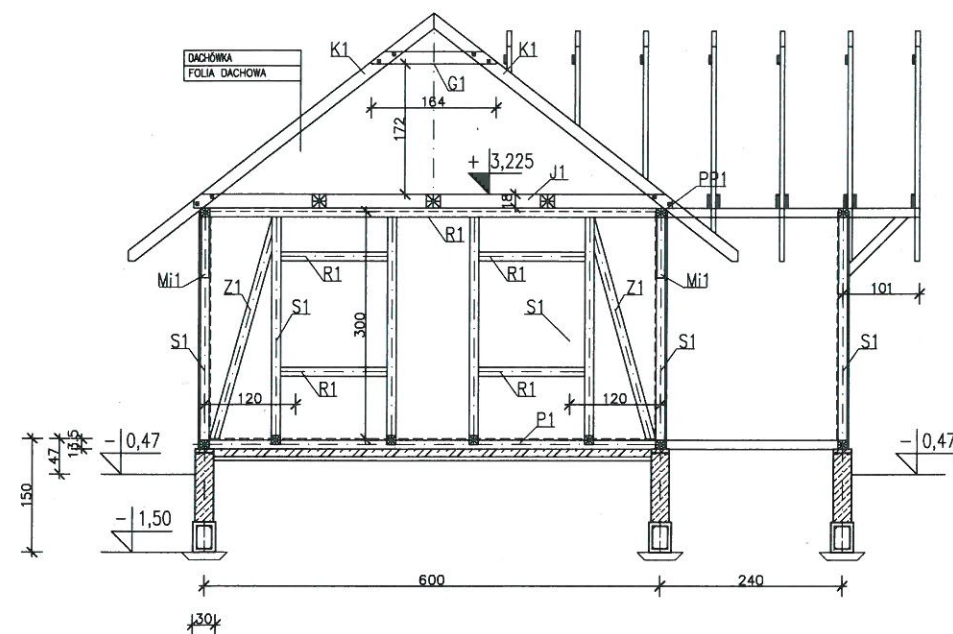 DACHÓWKA
FOLIA DACHOWA
K1
K1
G1
164
172
+ 3,225
J1
18
PP1
R1
Mi1
Z1
R1
R1
Z1
Mi1
101
S1
S1
300
S1
S1
S1
R1
R1
120
120
P1
- 0,47
47
13,5
- 0,47
150
- 1,50
600
240
30